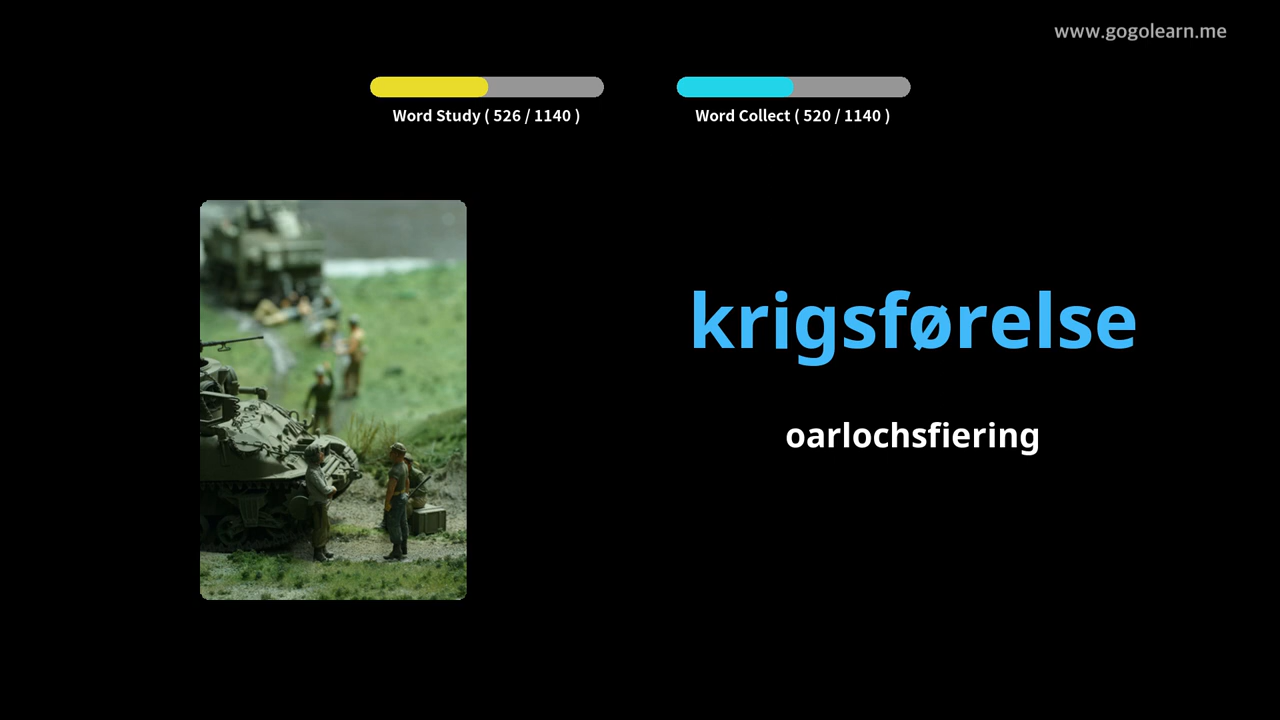 www.gogolearn.me
Word Study ( 526 / 1140 )
Word Collect ( 520 / 1140 )
krigsførelse
oarlochsfiering